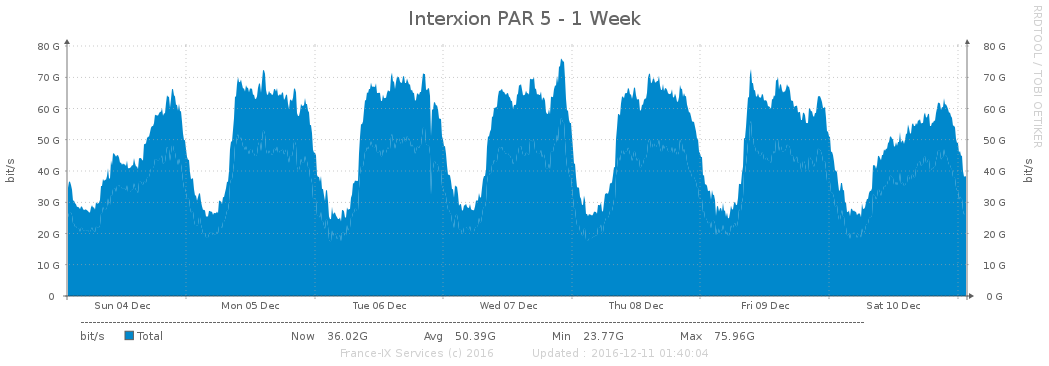 Interxion PAR 5 - 1 Week
RRDTOOL / TOBI OETIKER
80 G 80 G
70 G 70 G
60 G 60 G
50 G 50 G
40 G 40 G
30 G 30 G
20 G 20 G
10 G 10 G
0 0 G
bit/s bit/s
Sun 04 Dec Mon 05 Dec Tue 06 Dec Wed 07 Dec Thu 08 Dec Fri 09 Dec Sat 10 Dec
bit/s Total Now 36.02G Avg 50.39G Min 23.77G Max 75.96G
France-IX Services (c) 2016 Updated : 2016-12-11 01:40:04